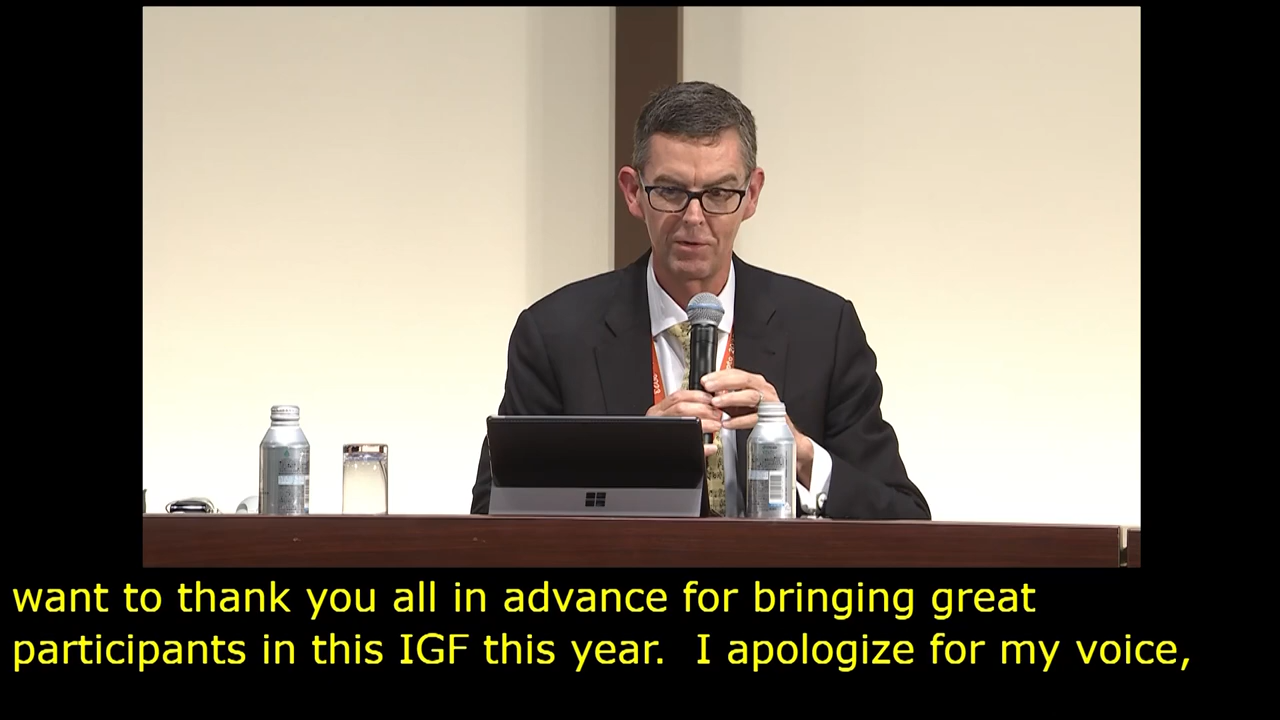 want to thank you all in advance for bringing great
participants in this IGF this year.  I apologize for my voice,